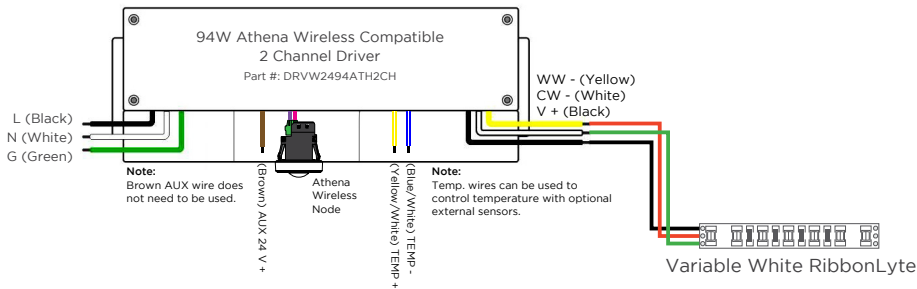 94W Athena Wireless Compatible
2 Channel Driver
Part #: DRVW2494ATH2CH
WW - (Yellow)
CW - (White)
V + (Black)
L (Black)
N (White)
G (Green)
Note:
Brown AUX wire does
not need to be used.
(Brown) AUX 24 V +
Athena
Wireless
Node
(Yellow/White) TEMP +
(Blue/White) TEMP -
Note:
Temp. wires can be used to
control temperature with optional
external sensors.
Variable White RibbonLyte